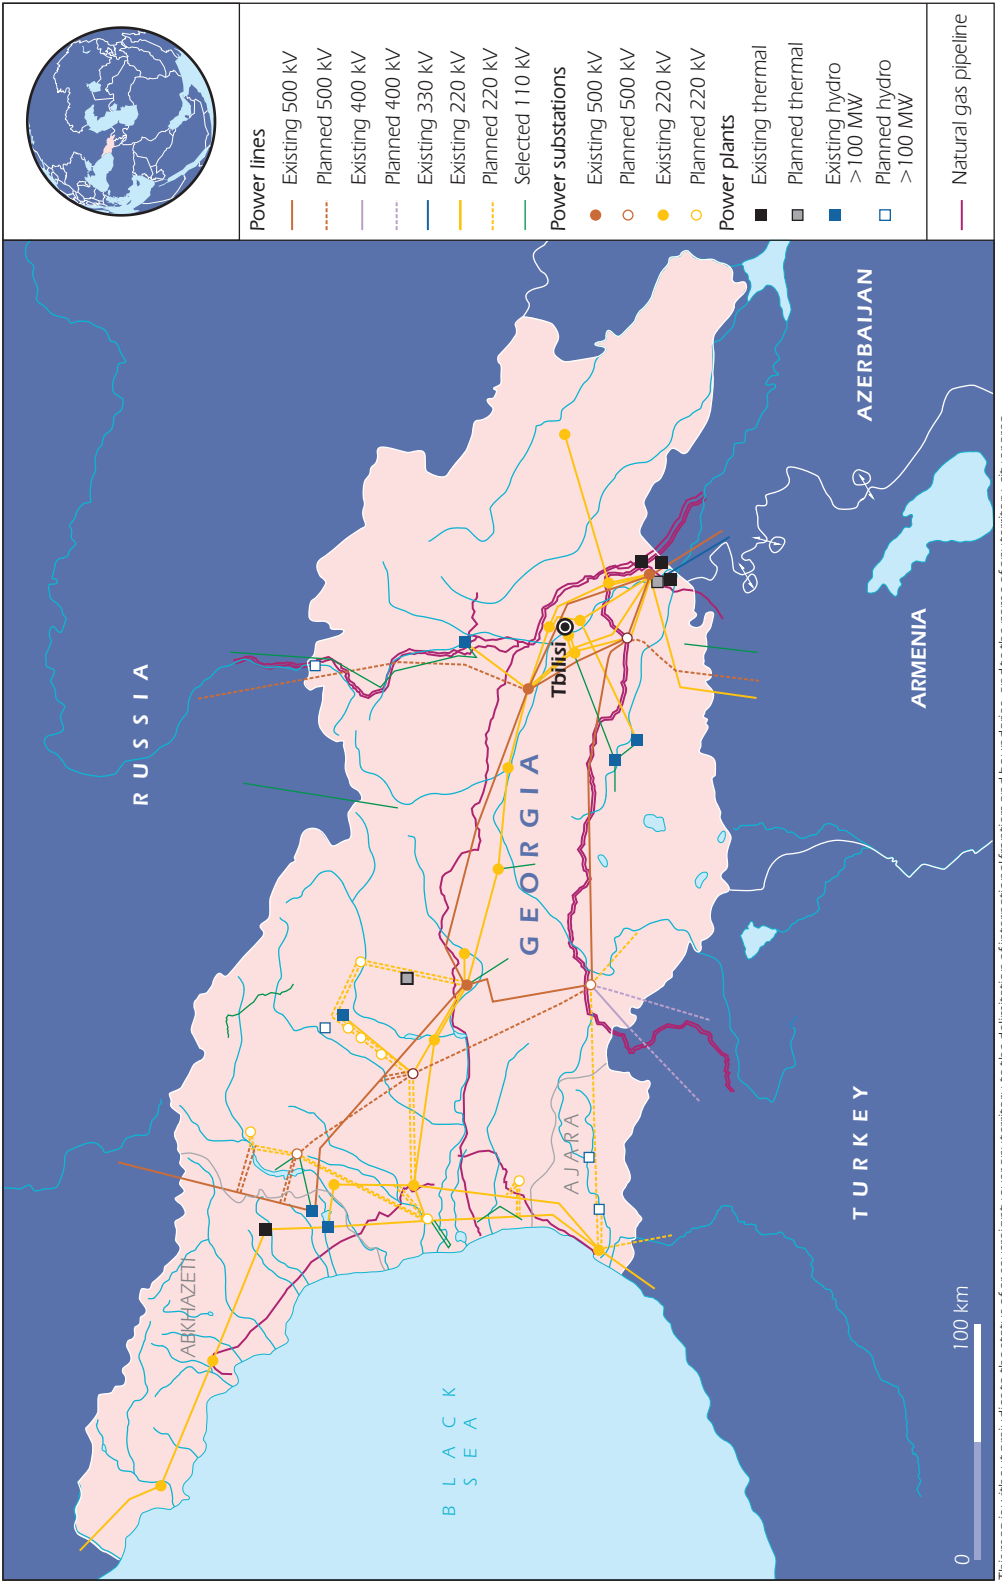 Power lines
Existing 500 kV
Planned 500 kV
Existing 400 kV
Planned 400 kV
Existing 330 kV
Existing 220 kV
Planned 220 kV
Selected 110 kV
Power substations
Existing 500 kV
Planned 500 kV
Existing 220 kV
Planned 220 kV
Power plants
Existing thermal
Planned thermal
Existing hydro
>100 MW
Planned hydro
>100 MW
Natural gas pipeline
RUSSIA
ABKHAZETI
GEORGIA
Tbilisi
AJARA
BLACK
SEA
TURKEY
ARMENIA
AZERBAIJAN
0
100 km